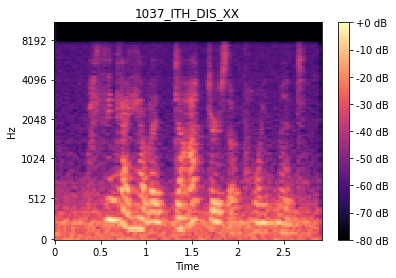 1037_ITH_DIS_XX
+0 dB
8192
-10 dB
4096
-20 dB
-30 dB
2048
Hz
-40 dB
1024
-50 dB
512
-60 dB
-70 dB
0
-80 dB
0 0.5 1 1.5 2 2.5
Time